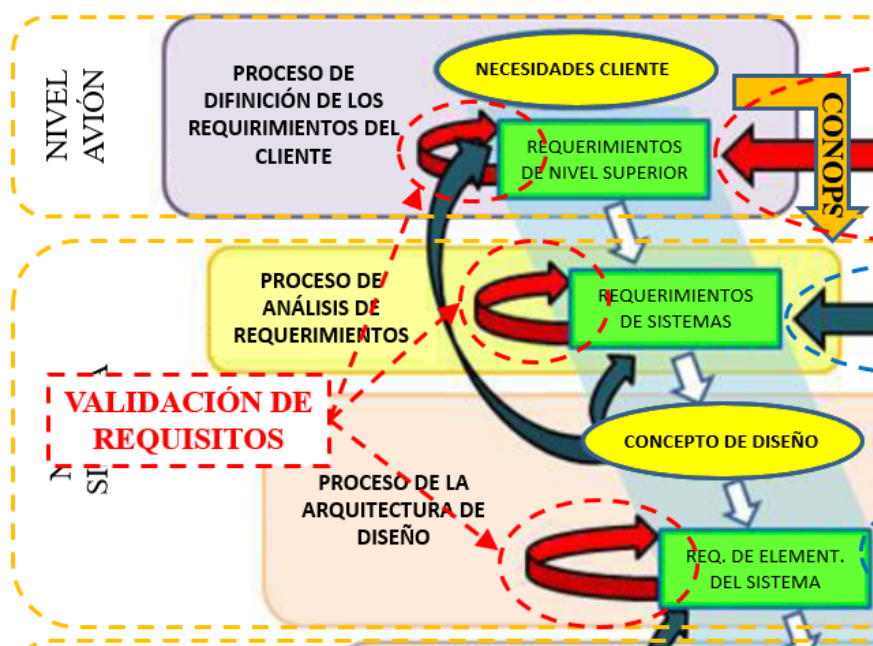 NIVEL
AVIÓN
PROCESO DE
DIFINICIÓN DE LOS
REQUIRIMIENTOS DEL
CLIENTE
NECESIDADES CLIENTE
REQUERIMIENTOS
DE NIVEL SUPERIOR
CONOPS
PROCESO DE
ANÁLISIS DE
REQUERIMIENTOS
REQUERIMIENTOS
DE SISTEMAS
VALIDACIÓN DE
REQUISITOS
CONCEPTO DE DISEÑO
PROCESO DE LA
ARQUITECTURA DE
DISEÑO
REQ. DE ELEMENT.
DEL SISTEMA